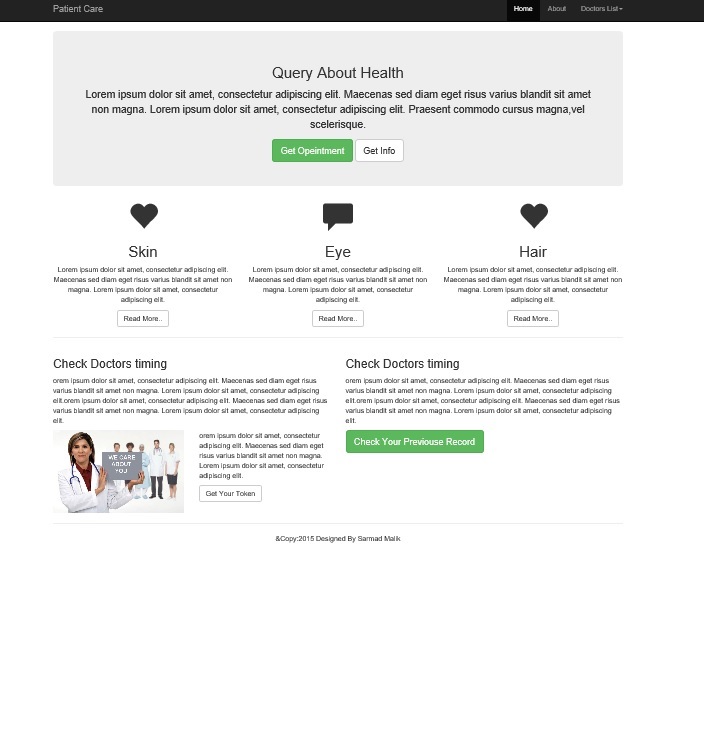 Patient Care
Home
About
Doctors List
Query About Health
Lorem ipsum dolor sit amet, consectetur adipiscing elit. Maecenas sed diam eget risus varius blandit sit amet
non magna. Lorem ipsum dolor sit amet, consectetur adipiscing elit. Praesent commodo cursus magna,vel
scelerisque.
Get Opeintment
Get Info
Skin
Lorem ipsum dolor sit amet, consectetur adipiscing elit.
Maecenas sed diam eget risus varius blandit sit amet non
magna. Lorem ipsum dolor sit amet, consectetur
adipiscing elit.
Read More..
Eye
Lorem ipsum dolor sit amet, consectetur adipiscing elit.
Maecenas sed diam eget risus varius blandit sit amet non
magna. Lorem ipsum dolor sit amet, consectetur
adipiscing elit.
Read More..
Hair
Lorem ipsum dolor sit amet, consectetur adipiscing elit.
Maecenas sed diam eget risus varius blandit sit amet non
magna. Lorem ipsum dolor sit amet, consectetur
adipiscing elit.
Read More..
Check Doctors timing
orem ipsum dolor sit amet, consectetur adipiscing elit. Maecenas sed diam eget risus
varius blandit sit amet non magna. Lorem ipsum dolor sit amet, consectetur adipiscing
elit.orem ipsum dolor sit amet, consectetur adipiscing elit. Maecenas sed diam eget risus
varius blandit sit amet non magna. Lorem ipsum dolor sit amet, consectetur adipiscing
elit.
WE CARE
ABOUT
YOU
orem ipsum dolor sit amet, consectetur
adipiscing elit. Maecenas sed diam eget
risus varius blandit sit amet non magna.
Lorem ipsum dolor sit amet, consectetur
adipiscing elit.
Get Your Token
Check Doctors timing
orem ipsum dolor sit amet, consectetur adipiscing elit. Maecenas sed diam eget risus
varius blandit sit amet non magna. Lorem ipsum dolor sit amet, consectetur adipiscing
elit.orem ipsum dolor sit amet, consectetur adipiscing elit. Maecenas sed diam eget risus
varius blandit sit amet non magna. Lorem ipsum dolor sit amet, consectetur adipiscing
elit.
Check Your Previouse Record
&Copy:2015 Designed By Sarmad Malik